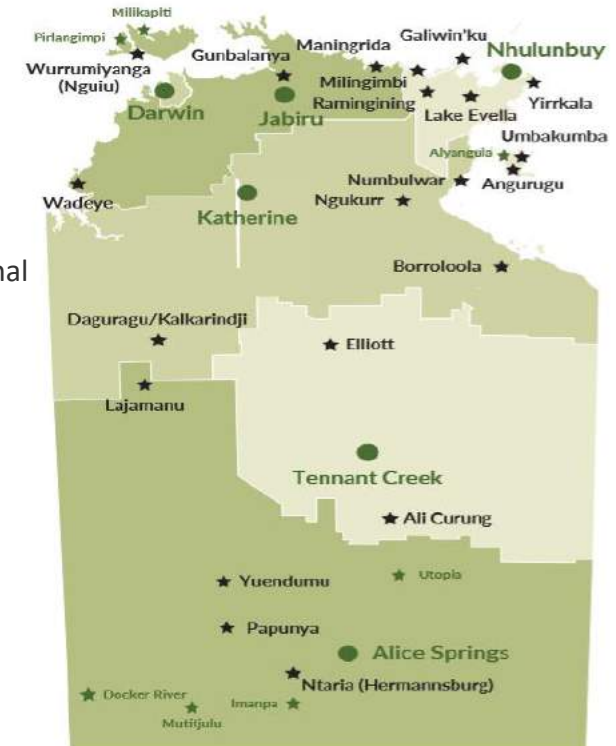 Milikapiti
Pirlangimpi
Galiwin'ku
Maningrida
Gunbalanya
Nhulunbuy
Wurrumiyanga
(Nguiu)
Milingimbi
Darwin
Jabiru
Ramingining
Lake Evella
Yirrkala
Umbakumba
Alyangula
Numbulwar
Angurugu
Wadeye
Ngukurr
Katherine
nal
Borroloola
Daguragu/Kalkarindji
Elliott
Lajamanu
Tennant Creek
Ali Curung
Yuendumu
Utopia
Papunya
Alice Springs
Ntaria (Hermannsburg)
Docker River
Imanpa
Mutitjulu